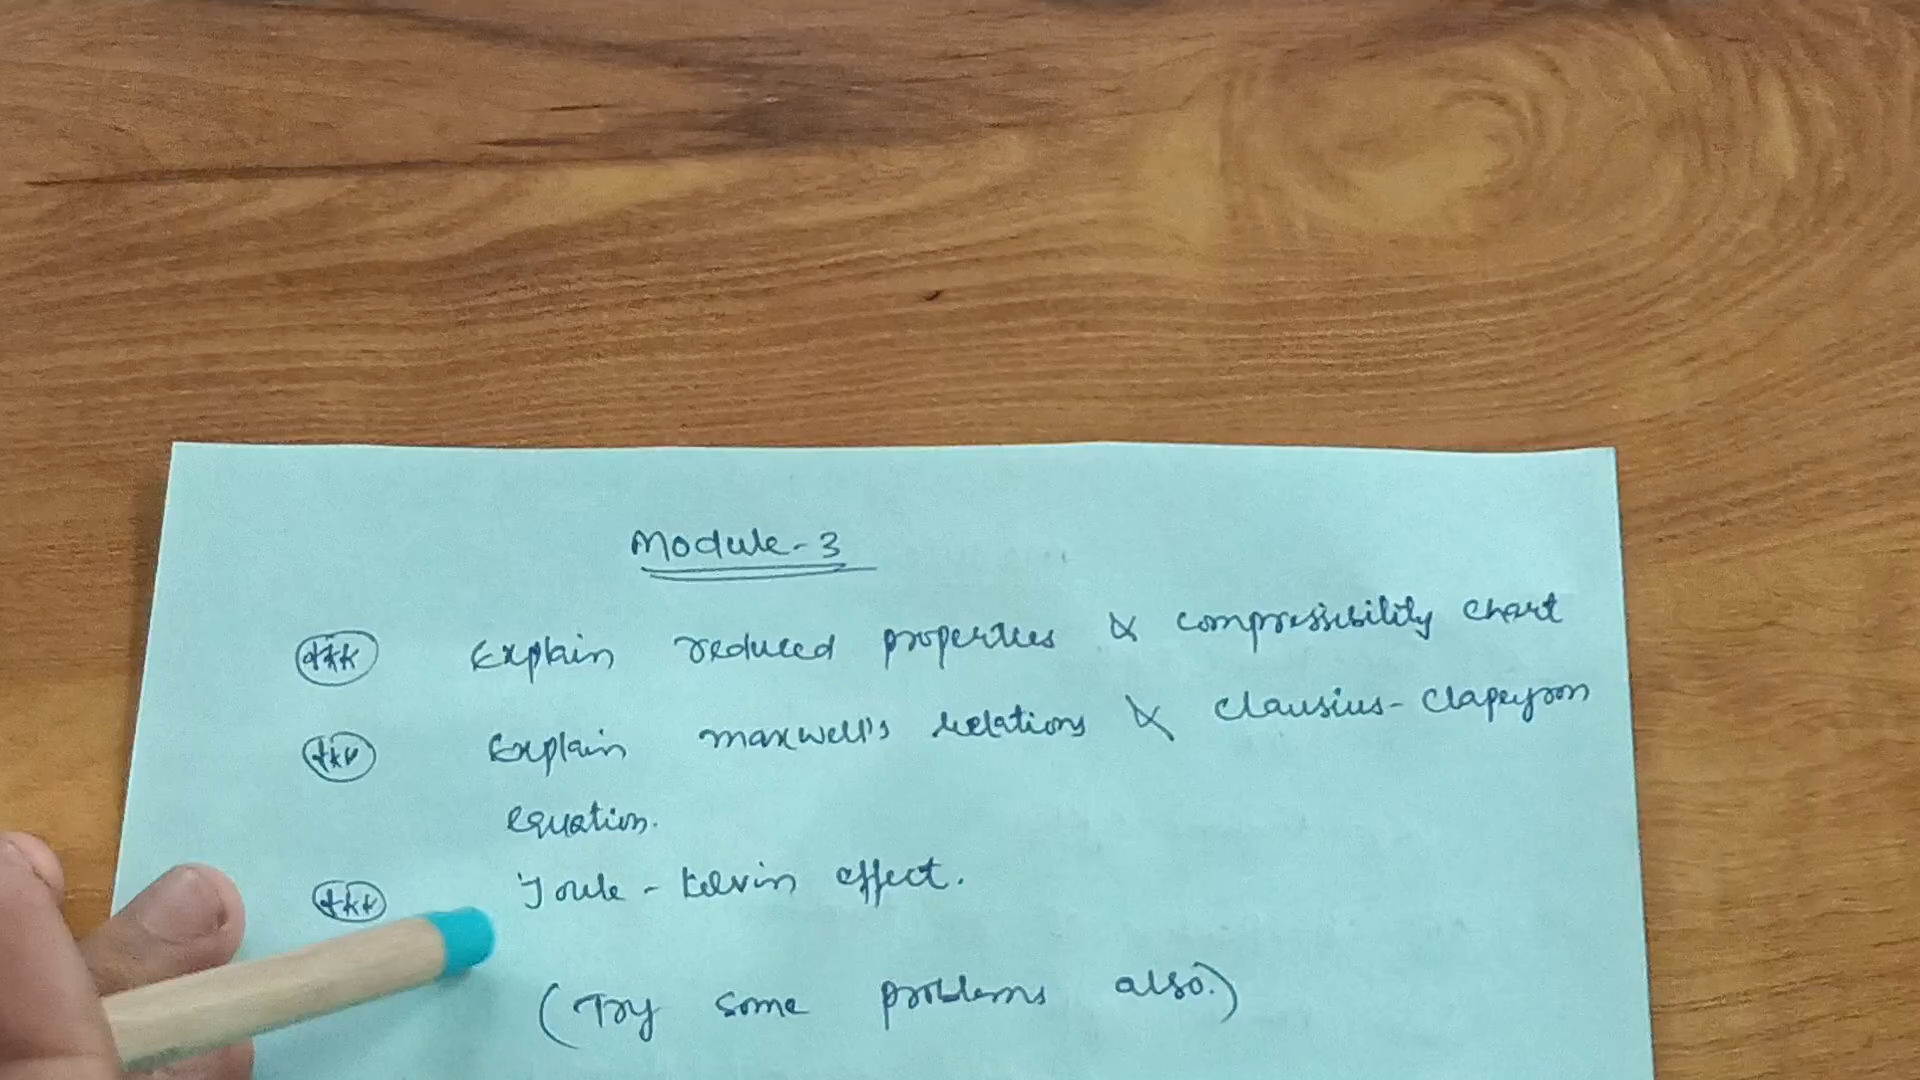 Module-3
*** Explain reduced properties & compressibility chart
*** Explain maxwell's relations & clausius-clapeyron
equation.
*** Joule-kelvin effect.
(Try some problems also.)